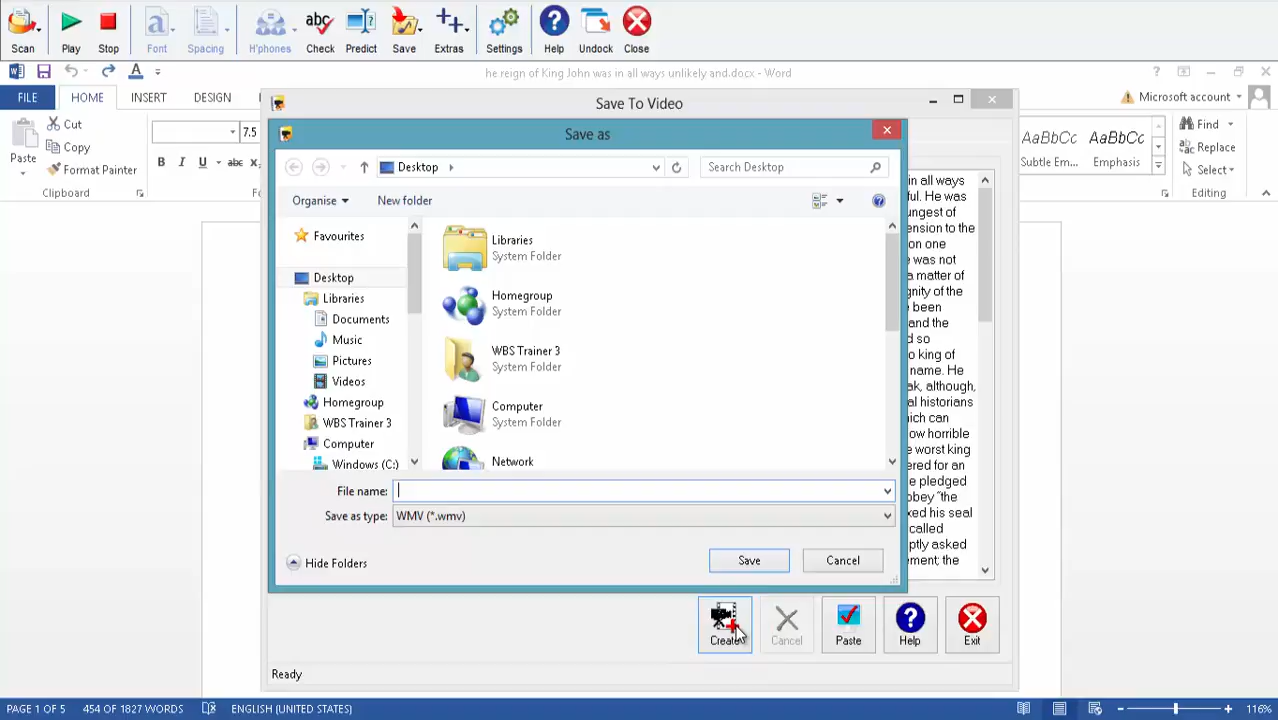 Scan
Play
Stop
Font
Spacing
H'phones
abc
Check
Predict
Save
Extras
Settings
Help
Undock
Close
he reign of King John was in all ways unlikely and.docx - Word
FILE
HOME
INSERT
DESIGN
Microsoft account
Paste
Cut
Copy
Format Painter
Clipboard
7.5
B I U abc
AaBbCc AaBbCc
Subtle Em... Emphasis
Find
Replace
Select
Editing
Save To Video
Save as
Desktop
Search Desktop
Organise
New folder
Favourites
Desktop
Libraries
Documents
Music
Pictures
Videos
Homegroup
WBS Trainer 3
Computer
Windows (C:)
Libraries
System Folder
Homegroup
System Folder
WBS Trainer 3
System Folder
Computer
System Folder
Network
File name:
Save as type: WMV (*.wmv)
Hide Folders
Save
Cancel
in all ways
ful. He was
ungest of
ension to the
on one
e was not
a matter of
gnity of the
e been
and the
d so
o king of
name. He
ak, although,
al historians
hich can
ow horrible
e worst king
ered for an
e pledged
obey "the
xed his seal
called
ptly asked
ement; the
Create
Cancel
Paste
Help
Exit
Ready
PAGE 1 OF 5
454 OF 1827 WORDS
ENGLISH (UNITED STATES)
116%